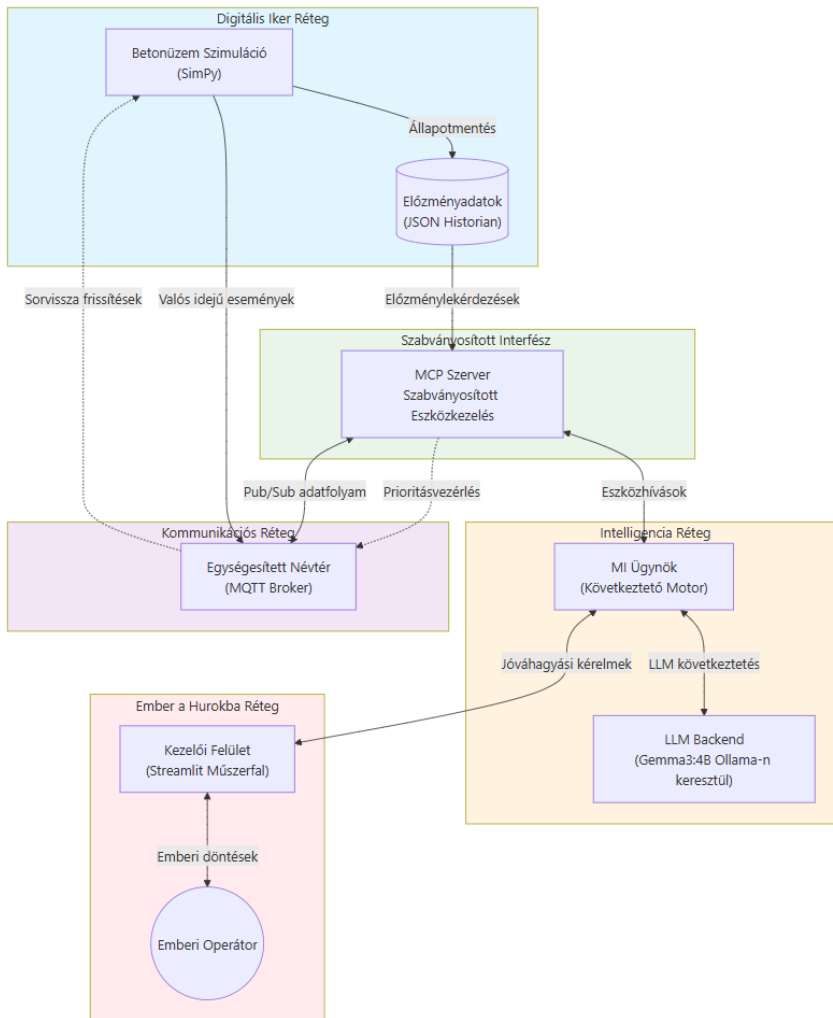 Digitális Iker Réteg
Betonüzem Szimuláció
(SimPy)
Állapotmentés
Előzményadatok
(JSON Historian)
Sorvissza frissítések
Valós idejű események
Előzménylekérdezések
Szabványosított Interfész
MCP Szerver
Szabványosított
Eszközkezelés
Pub/Sub adatfolyam
Prioritásvezérlés
Eszközhívások
Kommunikációs Réteg
Egységesített Névtér
(MQTT Broker)
Intelligencia Réteg
MI Ügynök
(Következtető Motor)
Jóváhagyási kérelmek
LLM következtetés
Ember a Hurokba Réteg
Kezelői Felület
(Streamlit Műszerfal)
LLM Backend
(Gemma3:4B Ollama-n
keresztül)
Emberi döntések
Emberi Operátor